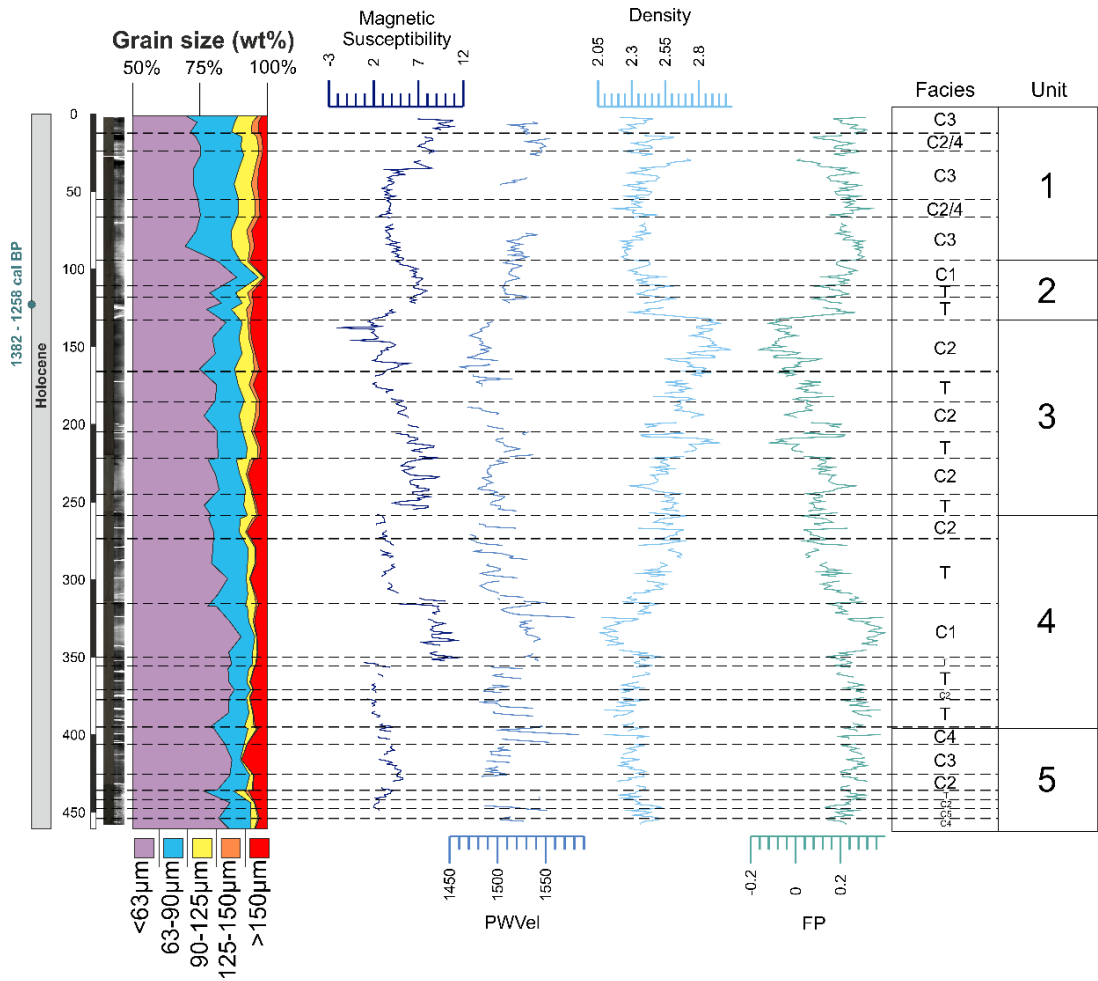 Magnetic
Susceptibility
Density
Grain size (wt%)
50% 75% 100%
-3 2 7 12
2.05 2.3 2.55 2.8
Facies Unit
0
50
100
150
200
250
300
350
400
450
1382 - 1258 cal BP
Holocene
C3
C2/4
C3
C2/4
C3
C1
T
T
C2
T
C2
T
C2
T
C2
T
C1
T
T
C2
T
C4
C3
C2
T
C2
C5
C4
1
2
3
4
5
<63µm
63-90µm
90-125µm
125-150µm
>150µm
1450 1500 1550
PWVel
-0.2 0 0.2
FP